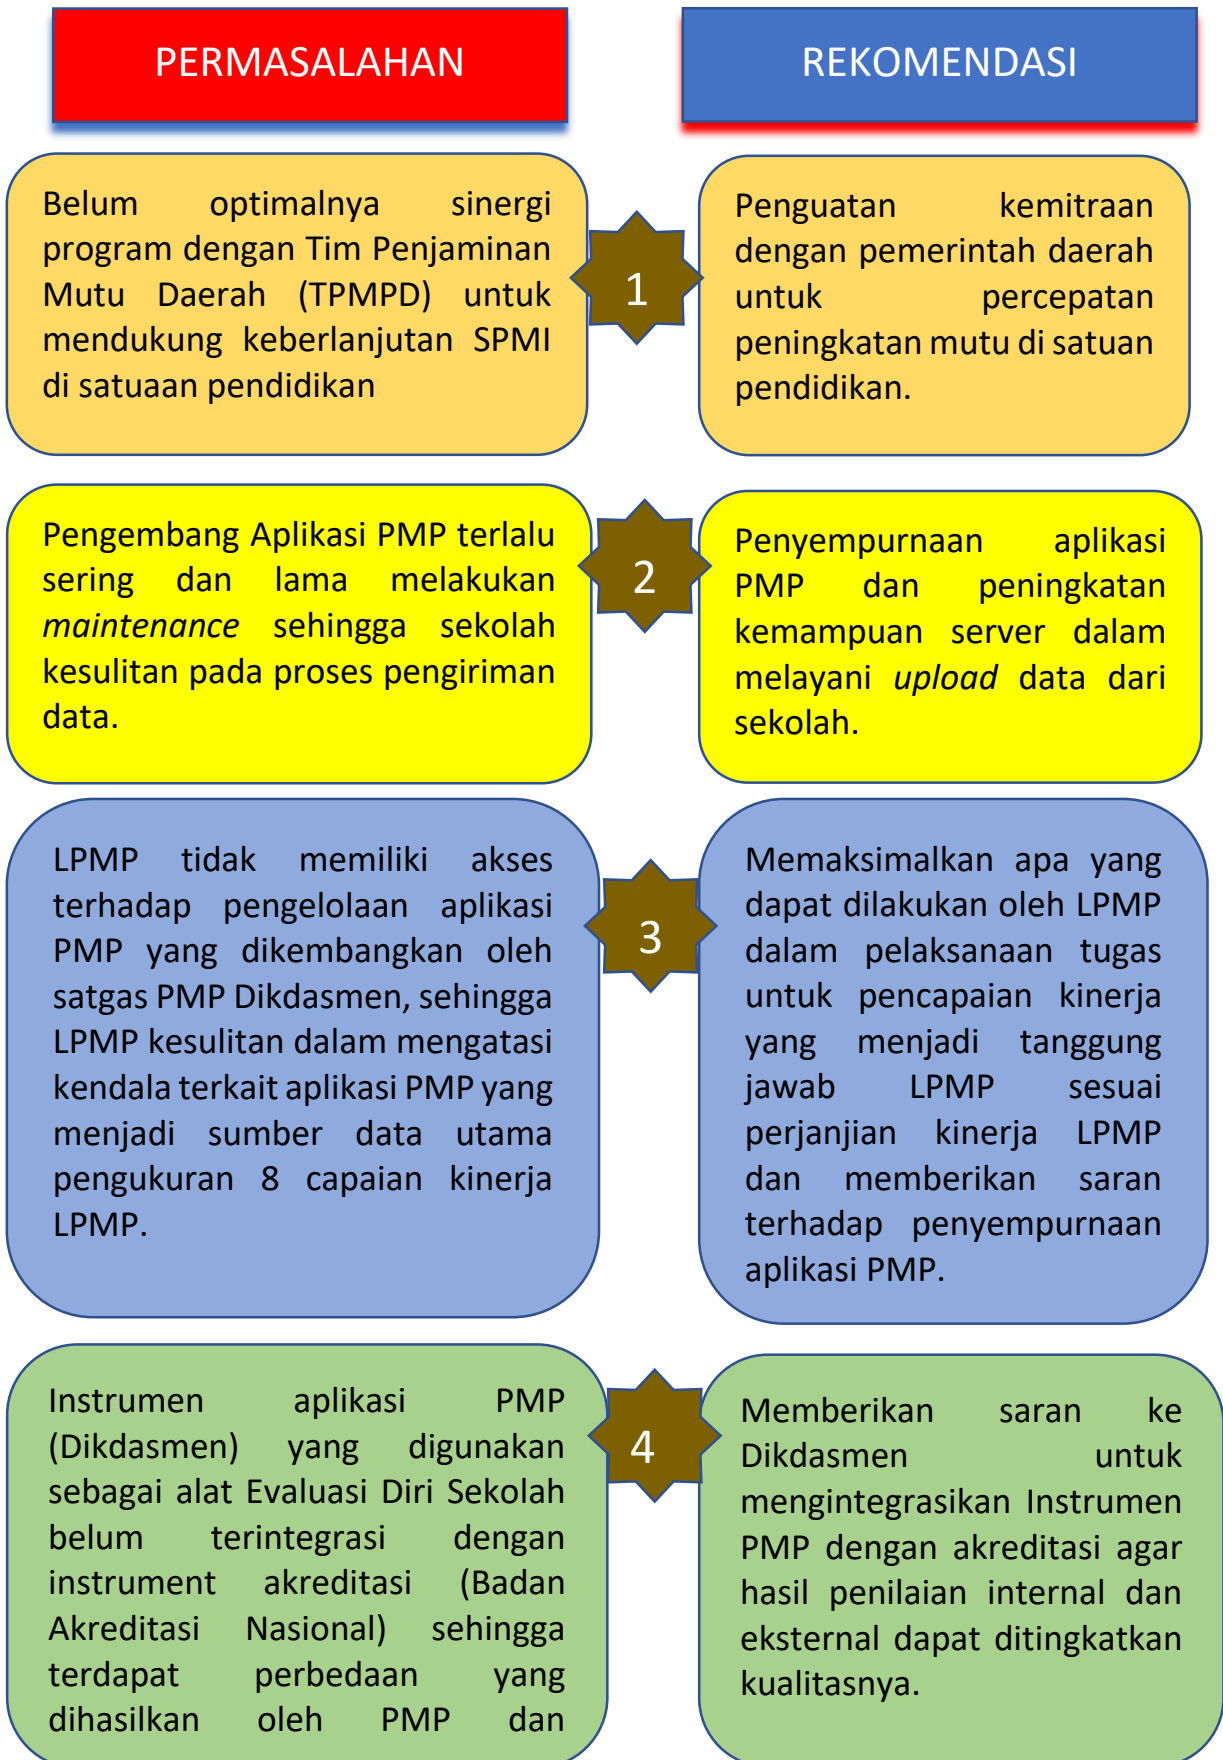 PERMASALAHAN
REKOMENDASI
Belum optimalnya sinergi
program dengan Tim Penjaminan
Mutu Daerah (TPMPD) untuk
mendukung keberlanjutan SPMI
di satuaan pendidikan
1
Penguatan kemitraan
dengan pemerintah daerah
untuk percepatan
peningkatan mutu di satuan
pendidikan.
Pengembang Aplikasi PMP terlalu
sering dan lama melakukan
maintenance sehingga sekolah
kesulitan pada proses pengiriman
data.
2
Penyempurnaan aplikasi
PMP dan peningkatan
kemampuan server dalam
melayani upload data dari
sekolah.
LPMP tidak memiliki akses
terhadap pengelolaan aplikasi
PMP yang dikembangkan oleh
satgas PMP Dikdasmen, sehingga
LPMP kesulitan dalam mengatasi
kendala terkait aplikasi PMP yang
menjadi sumber data utama
pengukuran 8 capaian kinerja
LPMP.
3
Memaksimalkan apa yang
dapat dilakukan oleh LPMP
dalam pelaksanaan tugas
untuk pencapaian kinerja
yang menjadi tanggung
jawab LPMP sesuai
perjanjian kinerja LPMP
dan memberikan saran
terhadap penyempurnaan
aplikasi PMP.
Instrumen aplikasi PMP
(Dikdasmen) yang digunakan
sebagai alat Evaluasi Diri Sekolah
belum terintegrasi dengan
instrument akreditasi (Badan
Akreditasi Nasional) sehingga
terdapat perbedaan yang
dihasilkan oleh PMP dan
4
Memberikan saran ke
Dikdasmen untuk
mengintegrasikan Instrumen
PMP dengan akreditasi agar
hasil penilaian internal dan
eksternal dapat ditingkatkan
kualitasnya.